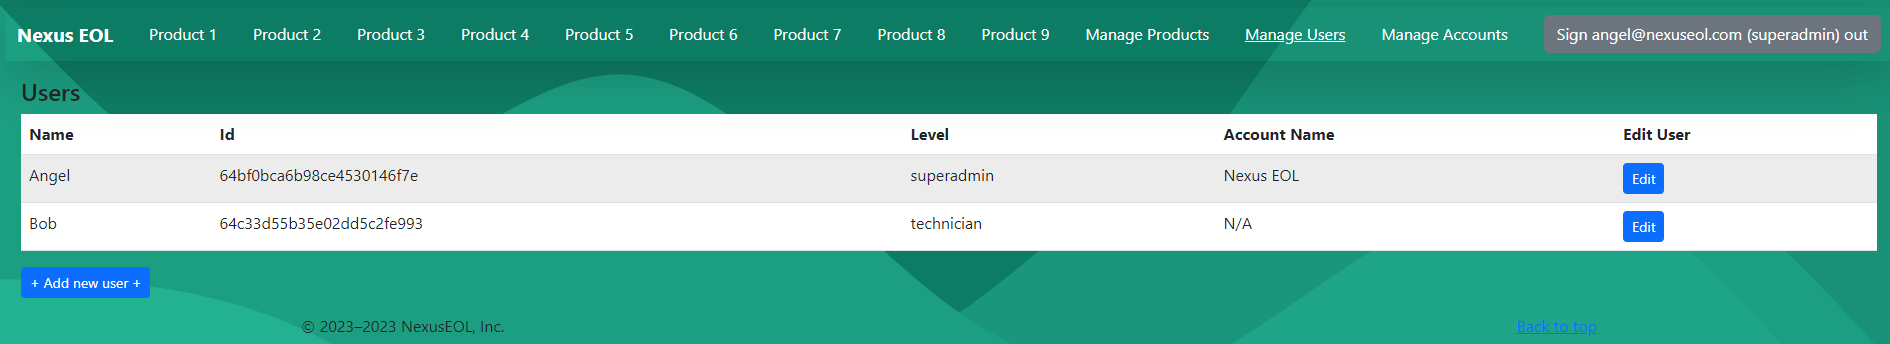 Nexus EOL Product 1 Product 2 Product 3 Product 4 Product 5 Product 6 Product 7 Product 8 Product 9 Manage Products Manage Users Manage Accounts Sign angel@nexuseol.com (superadmin) out
Users
Name Id Level Account Name Edit User
Angel 64bf0bca6b98ce4530146f7e superadmin Nexus EOL Edit
Bob 64c33d55b35e02dd5c2fe993 technician N/A Edit
+ Add new user +
© 2023–2023 NexusEOL, Inc. Back to top